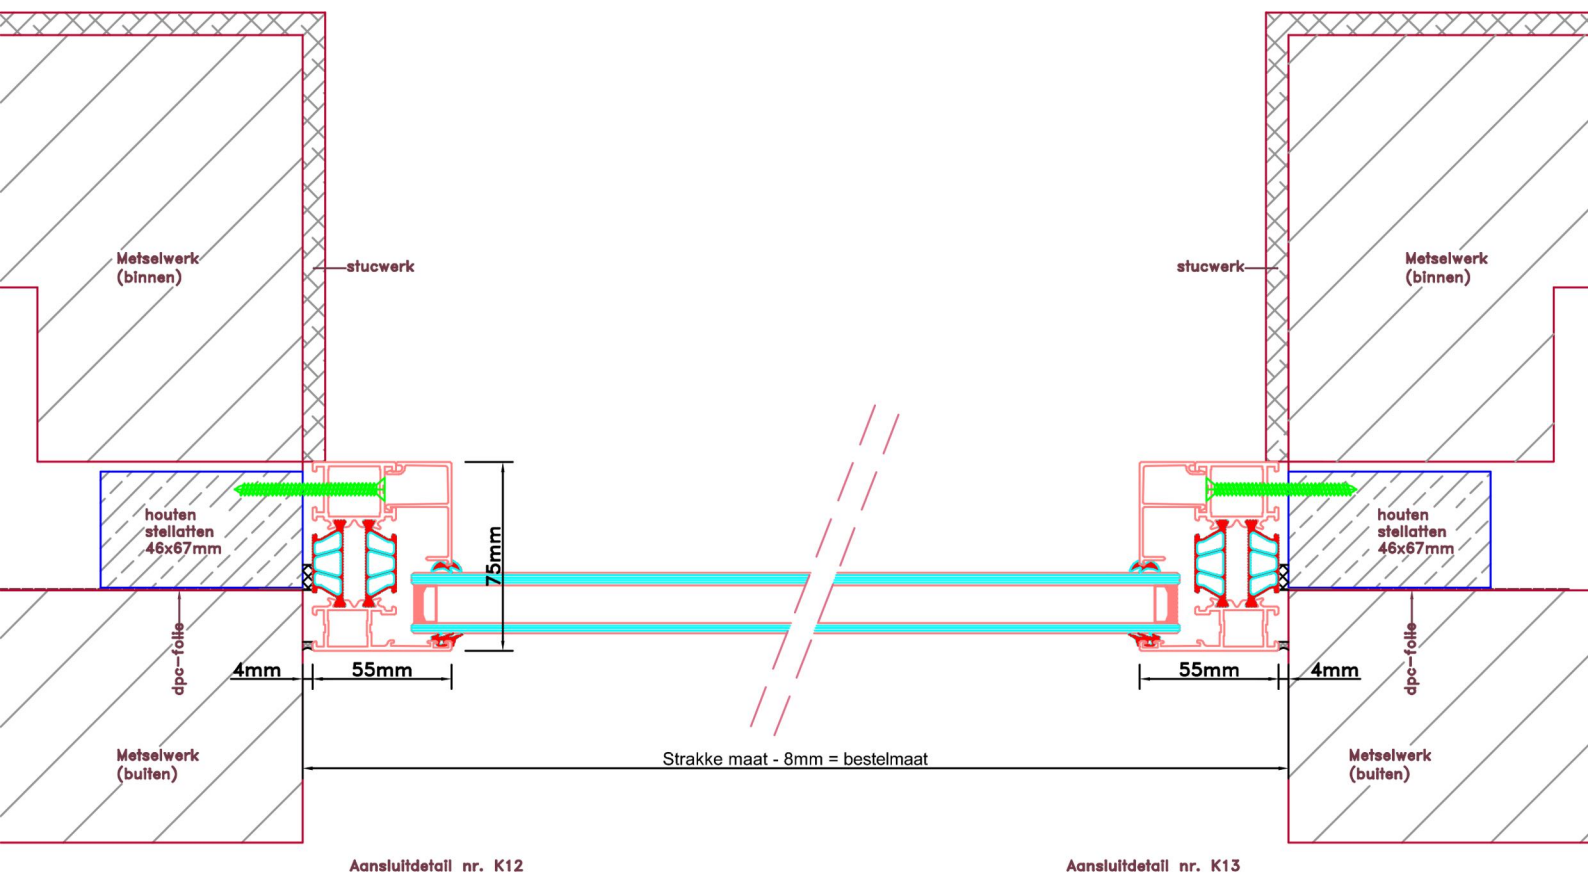 Metselwerk
(binnen)
stucwerk
stucwerk
Metselwerk
(binnen)
houten
stellatten
46x67mm
75mm
houten
stellatten
46x67mm
dpc-folie
4mm
55mm
55mm
4mm
dpc-folie
Metselwerk
(buiten)
Strakke maat - 8mm = bestelmaat
Metselwerk
(buiten)
Aansluitdetail nr. K12
Aansluitdetail nr. K13